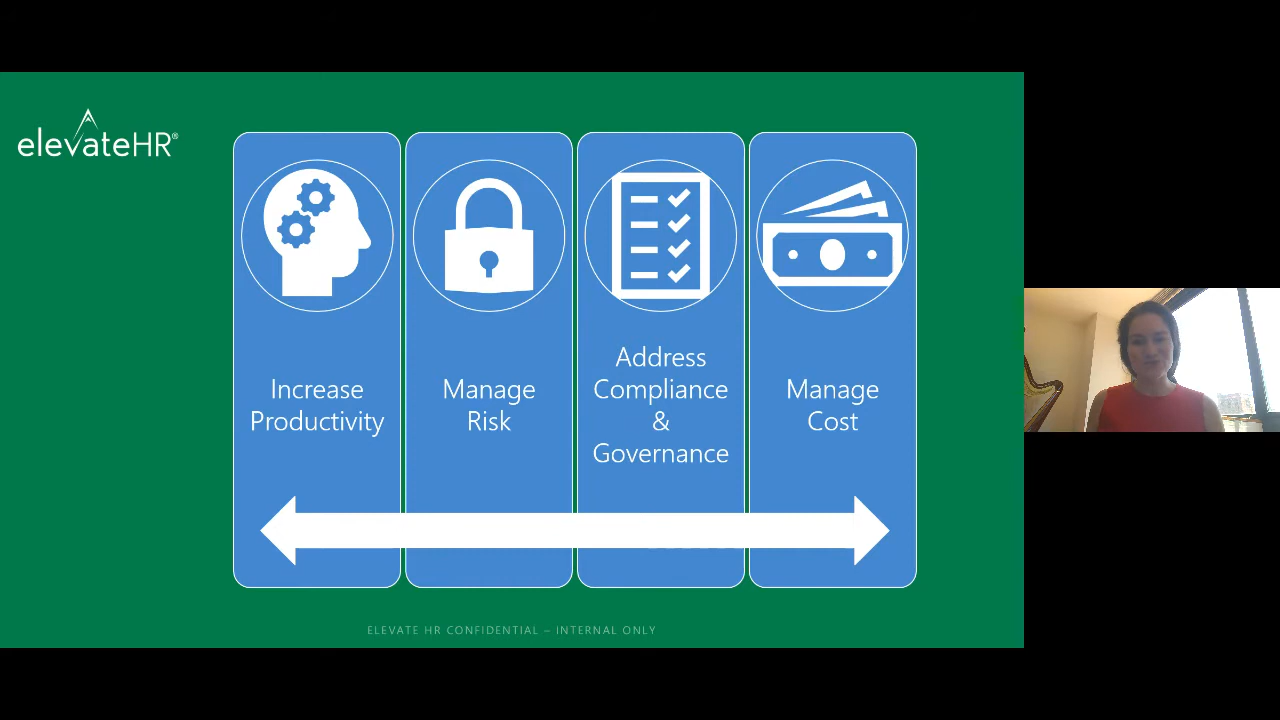 elevateHR®
Increase
Productivity
Manage
Risk
Address
Compliance
&
Governance
Manage
Cost
ELEVATE HR CONFIDENTIAL – INTERNAL ONLY